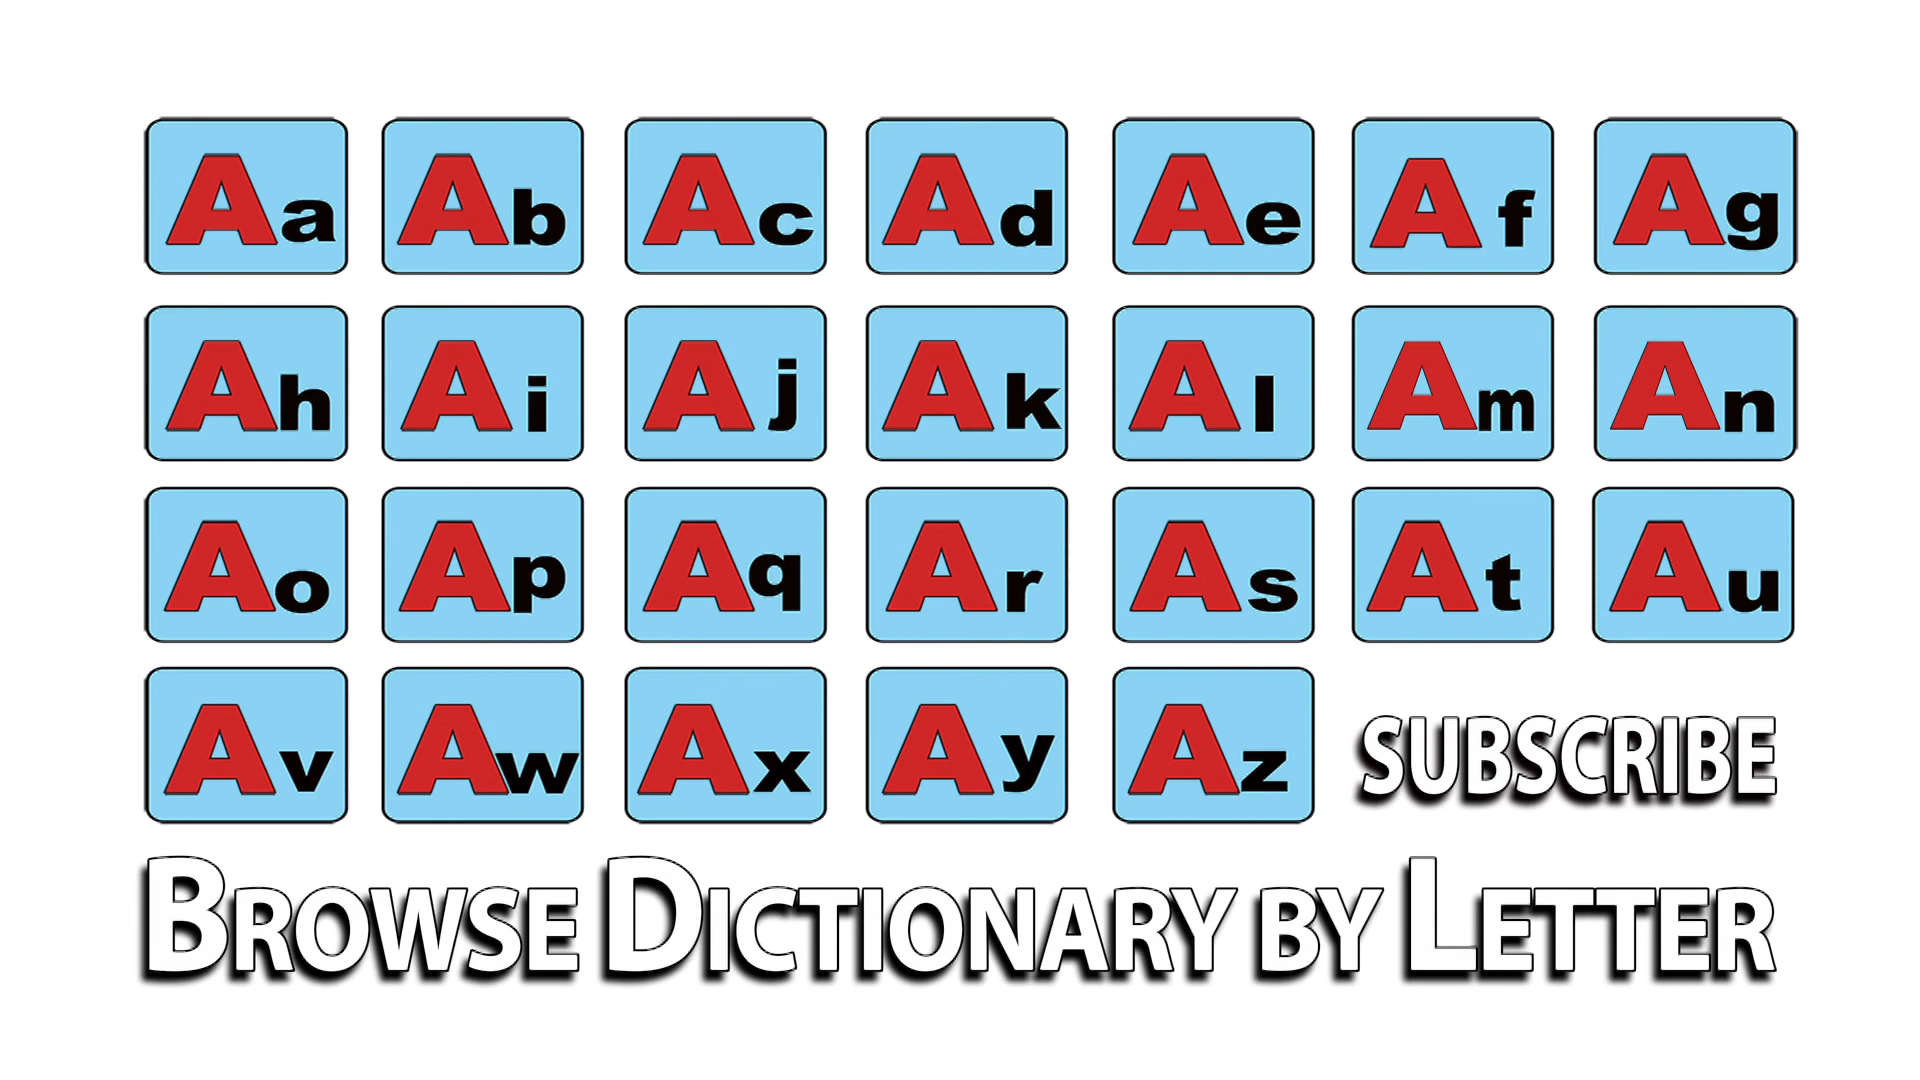 Aa Ab Ac Ad Ae Af Ag
Ah Ai Aj Ak Al Am An
Ao Ap Aq Ar As At Au
Av Aw Ax Ay Az SUBSCRIBE
BROWSE DICTIONARY BY LETTER